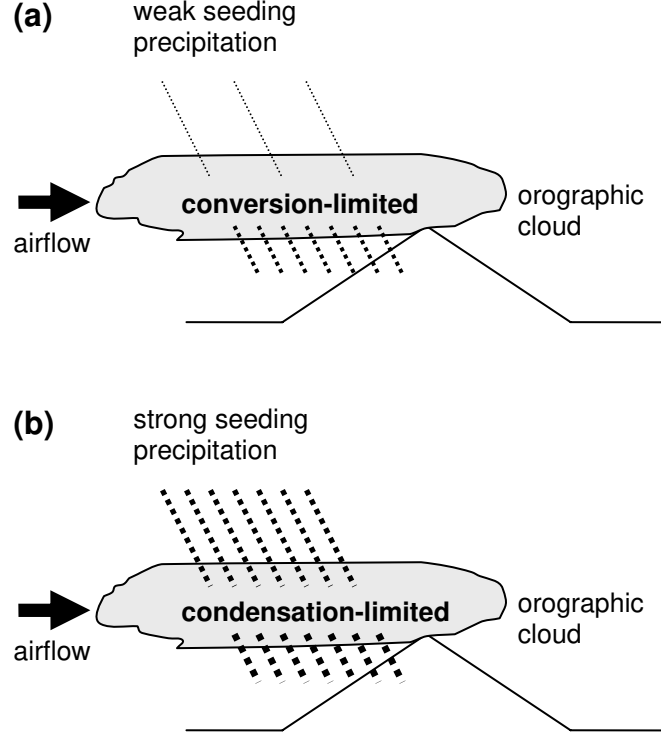 (a)
weak seeding
precipitation
conversion-limited
airflow
orographic
cloud
(b)
strong seeding
precipitation
condensation-limited
airflow
orographic
cloud